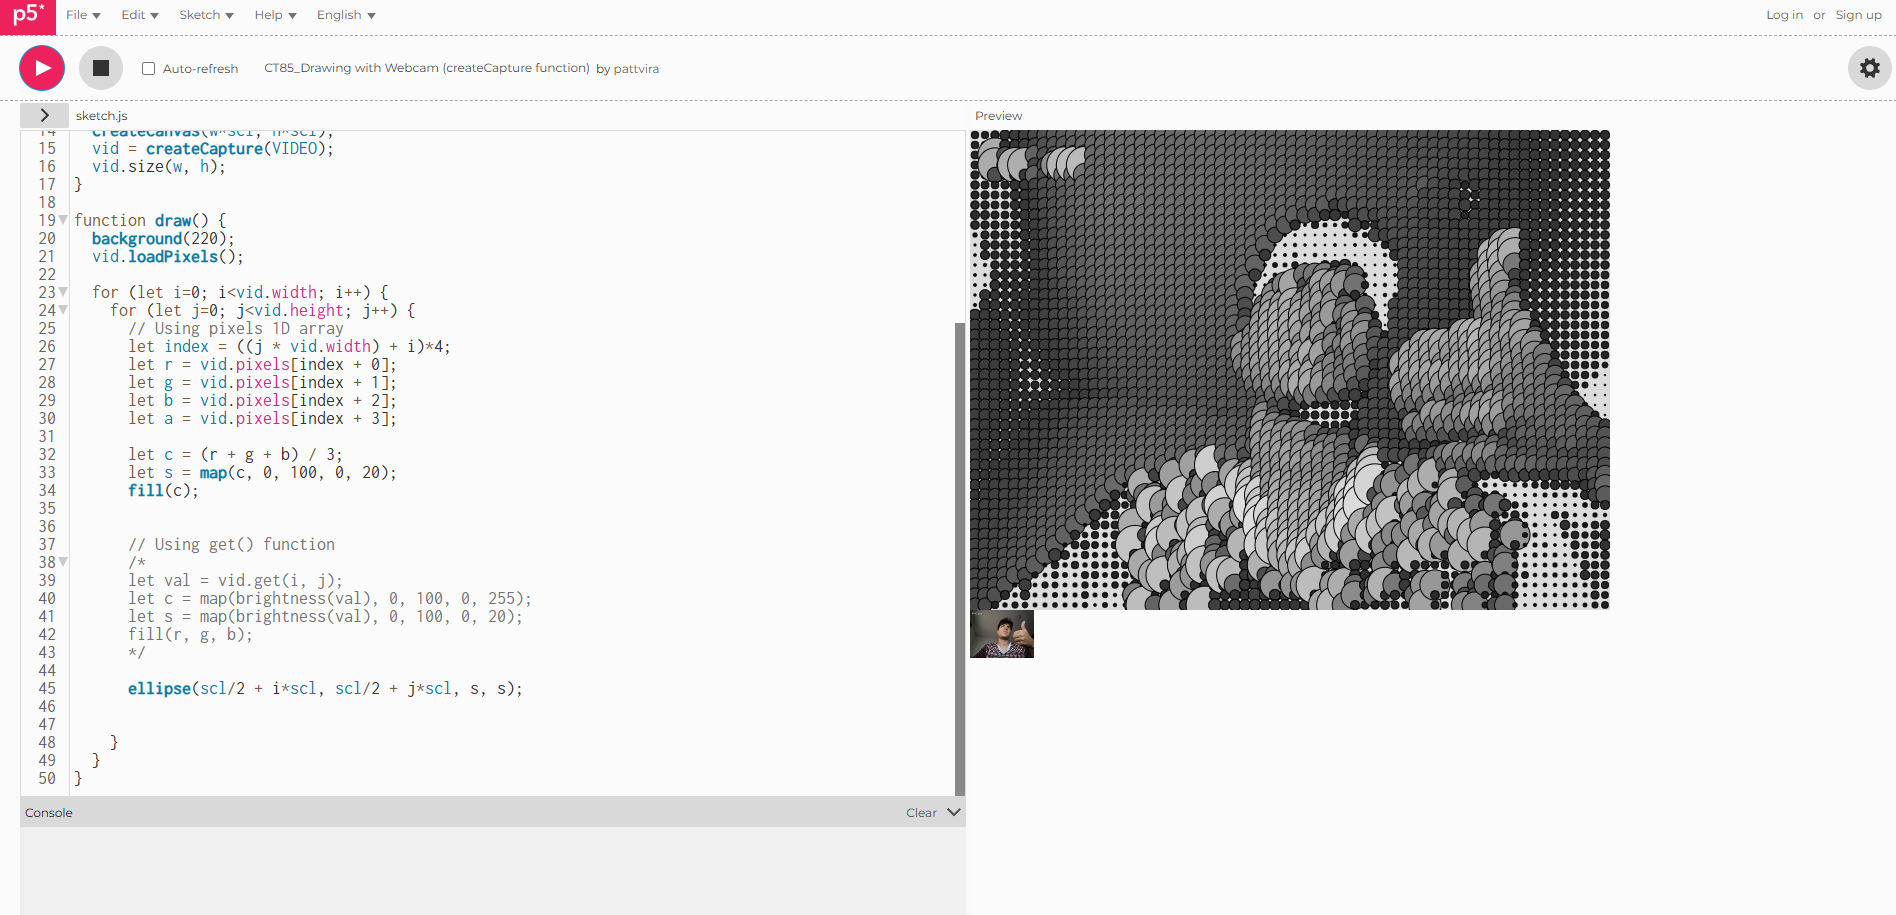 p5*
File Edit Sketch Help English
Log in or Sign up
Auto-refresh CT85_Drawing with Webcam (createCapture function) by pattvira
sketch.js
Preview
14 createCanvas(w*scl, h*scl);
15 vid = createCapture(VIDEO);
16 vid.size(w, h);
17 }
18
19 function draw() {
20 background(220);
21 vid.loadPixels();
22
23 for (let i=0; i<vid.width; i++) {
24 for (let j=0; j<vid.height; j++) {
25 // Using pixels 1D array
26 let index = ((j * vid.width) + i)*4;
27 let r = vid.pixels[index + 0];
28 let g = vid.pixels[index + 1];
29 let b = vid.pixels[index + 2];
30 let a = vid.pixels[index + 3];
31
32 let c = (r + g + b) / 3;
33 let s = map(c, 0, 100, 0, 20);
34 fill(c);
35
36
37 // Using get() function
38 /*
39 let val = vid.get(i, j);
40 let c = map(brightness(val), 0, 100, 0, 255);
41 let s = map(brightness(val), 0, 100, 0, 20);
42 fill(r, g, b);
43 */
44
45 ellipse(scl/2 + i*scl, scl/2 + j*scl, s, s);
46
47
48 }
49 }
50 }
Console
Clear